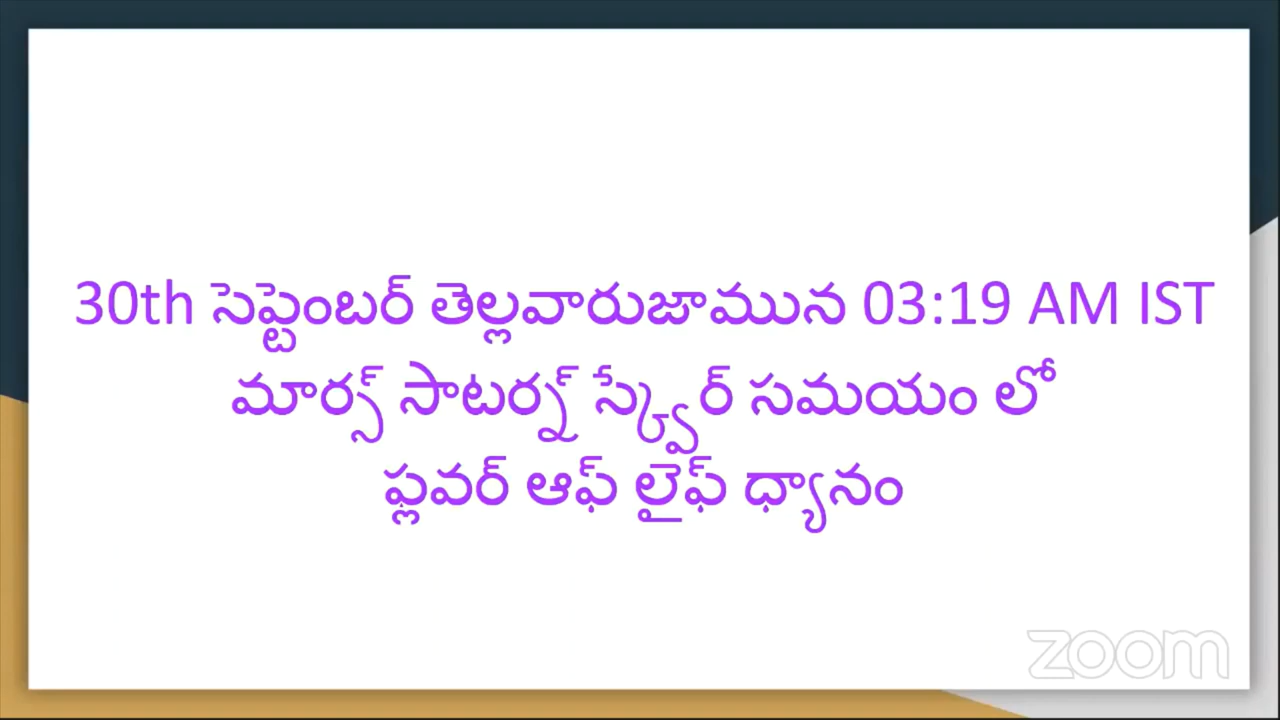 30th సెప్టెంబర్ తెల్లవారుజామున 03:19 AM IST
మార్స్ సాటర్న్ స్క్వేర్ సమయం లో
ఫ్లవర్ ఆఫ్ లైఫ్ ధ్యానం
zoom